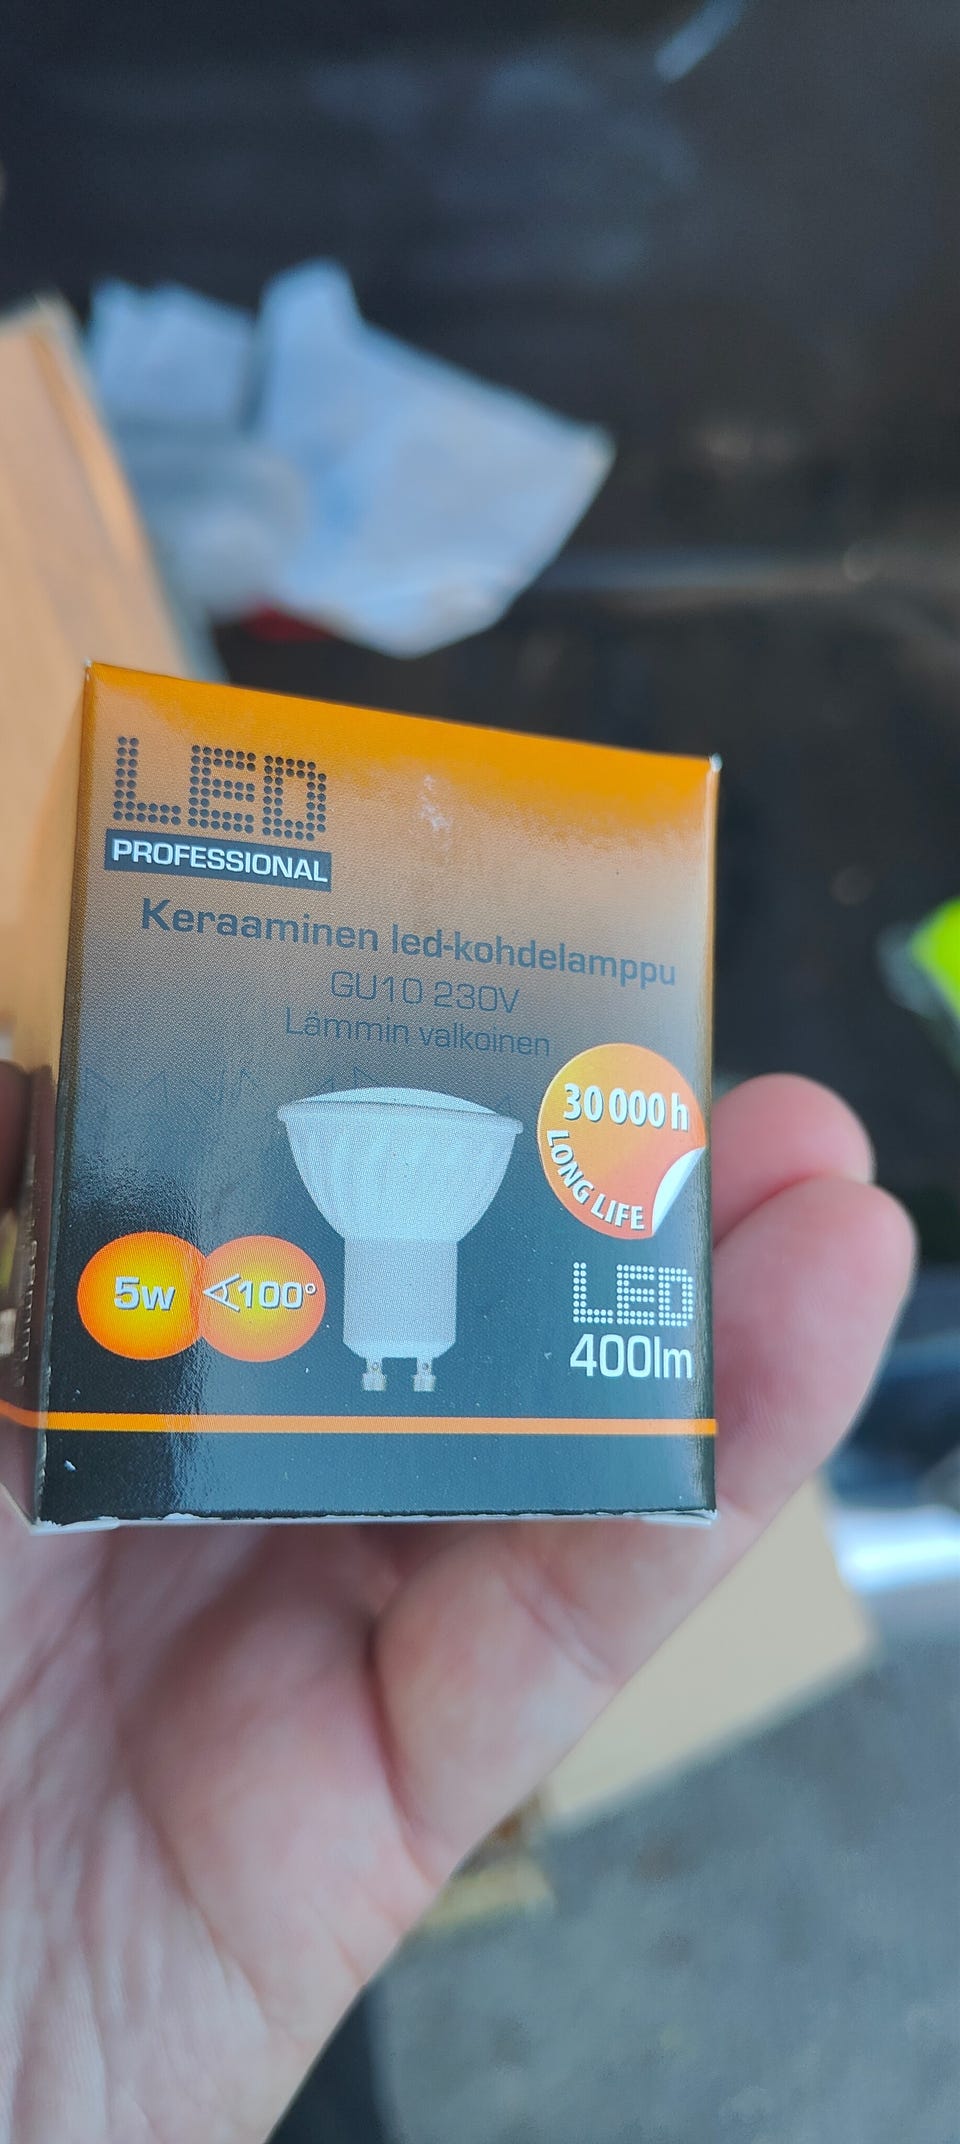 LED
PROFESSIONAL
Keraaminen led-kohdelamppu
GU10 230V
Lämmin valkoinen
30 000 h
LONG LIFE
5w
100°
LED
400lm